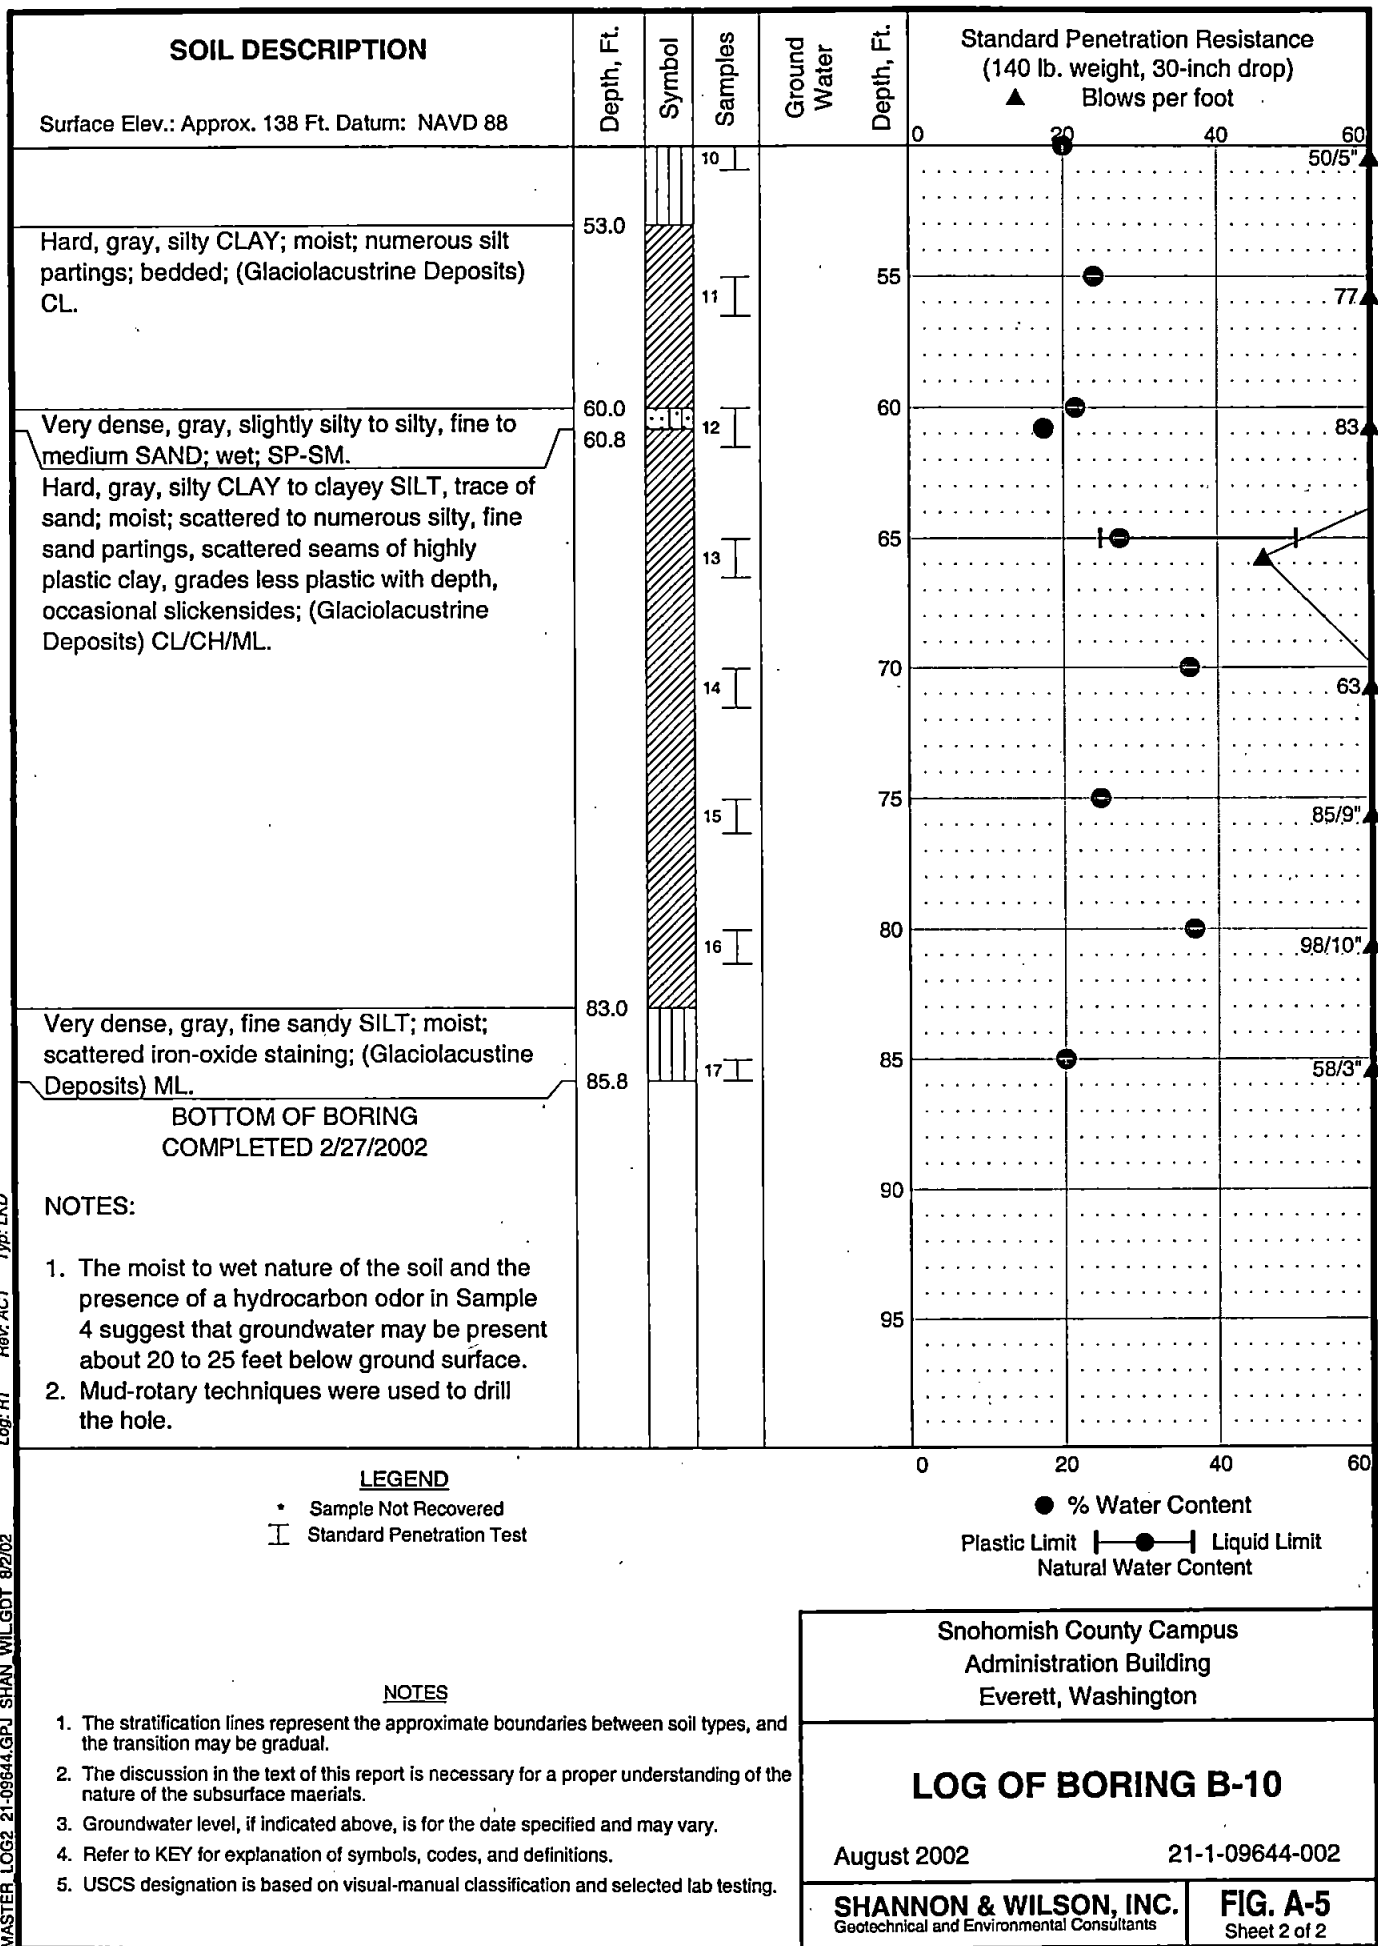 SOIL DESCRIPTION
Surface Elev.: Approx. 138 Ft. Datum: NAVD 88
Depth, Ft.
Symbol
Samples
Ground
Water
Depth, Ft.
Standard Penetration Resistance
(140 lb. weight, 30-inch drop)
▲ Blows per foot
0 20 40 60
10
50/5"
53.0
Hard, gray, silty CLAY; moist; numerous silt
partings; bedded; (Glaciolacustrine Deposits)
CL.
11
55
77
60.0
60.8
Very dense, gray, slightly silty to silty, fine to
medium SAND; wet; SP-SM.
12
60
83
Hard, gray, silty CLAY to clayey SILT, trace of
sand; moist; scattered to numerous silty, fine
sand partings, scattered seams of highly
plastic clay, grades less plastic with depth,
occasional slickensides; (Glaciolacustrine
Deposits) CL/CH/ML.
13
65
14
70
63
15
75
85/9"
16
80
98/10"
83.0
Very dense, gray, fine sandy SILT; moist;
scattered iron-oxide staining; (Glaciolacustine
Deposits) ML.
17
85
58/3"
85.8
BOTTOM OF BORING
COMPLETED 2/27/2002
90
95
NOTES:
1. The moist to wet nature of the soil and the
presence of a hydrocarbon odor in Sample
4 suggest that groundwater may be present
about 20 to 25 feet below ground surface.
2. Mud-rotary techniques were used to drill
the hole.
0 20 40 60
LEGEND
* Sample Not Recovered
Standard Penetration Test
● % Water Content
Plastic Limit Liquid Limit
Natural Water Content
Snohomish County Campus
Administration Building
Everett, Washington
NOTES
1. The stratification lines represent the approximate boundaries between soil types, and
the transition may be gradual.
2. The discussion in the text of this report is necessary for a proper understanding of the
nature of the subsurface maerials.
3. Groundwater level, if indicated above, is for the date specified and may vary.
4. Refer to KEY for explanation of symbols, codes, and definitions.
5. USCS designation is based on visual-manual classification and selected lab testing.
LOG OF BORING B-10
August 2002 21-1-09644-002
SHANNON & WILSON, INC.
Geotechnical and Environmental Consultants
FIG. A-5
Sheet 2 of 2
MASTER LOG2 21-09644.GPJ SHAN WIL.GDT 8/2/02 Log: Rev: Typ: LKD